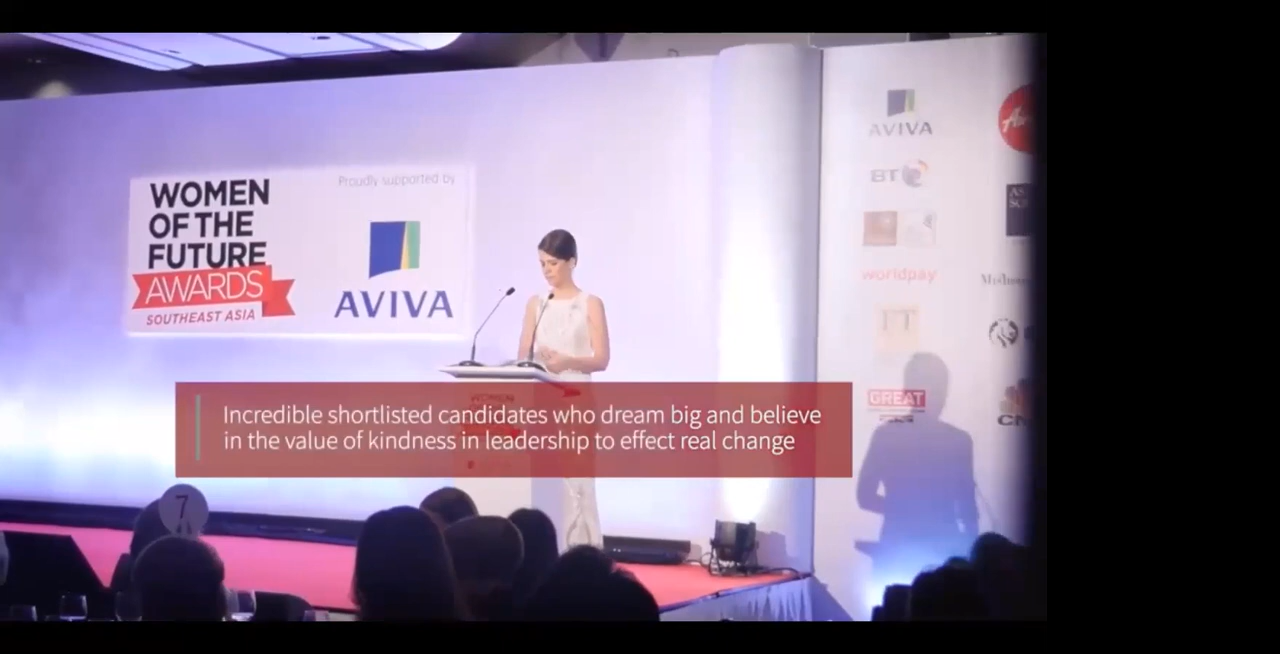 WOMEN
OF THE
FUTURE
AWARDS
SOUTHEAST ASIA
Proudly supported by
AVIVA
AVIVA
BT
worldpay
FT
GREAT
Incredible shortlisted candidates who dream big and believe
in the value of kindness in leadership to effect real change
7